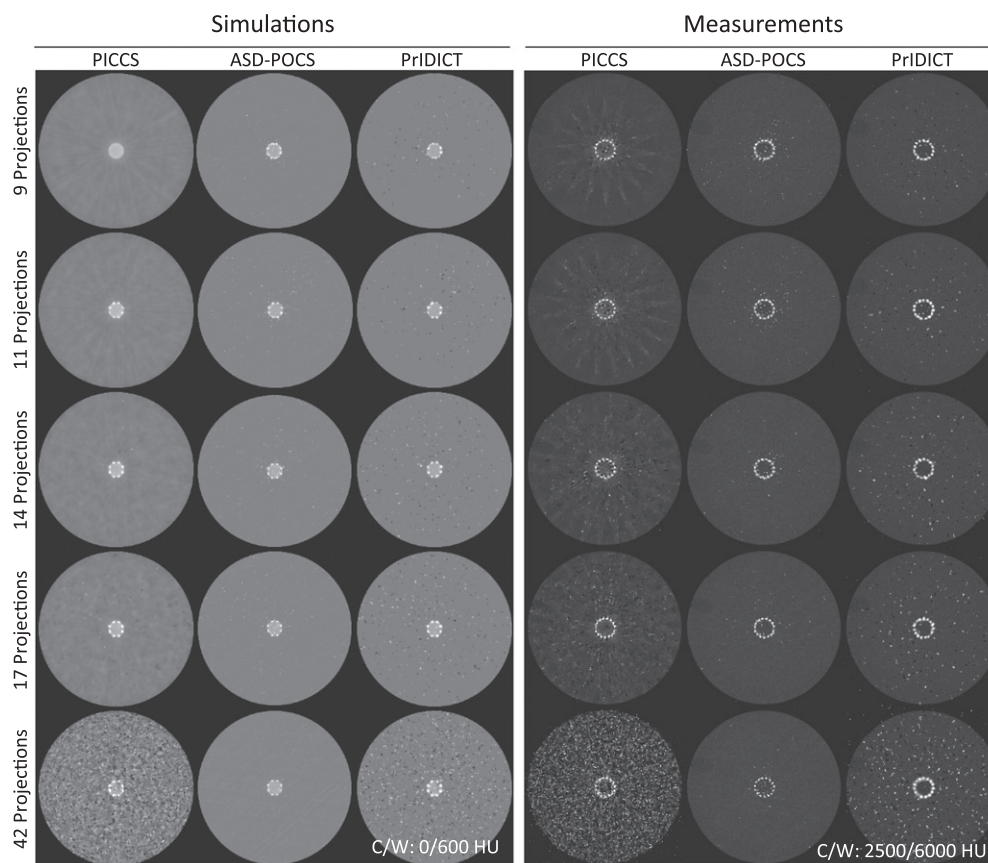 Simulations Measurements
PICCS ASD-POCS PrIDICT PICCS ASD-POCS PrIDICT
9 Projections
11 Projections
14 Projections
17 Projections
42 Projections
C/W: 0/600 HU C/W: 2500/6000 HU